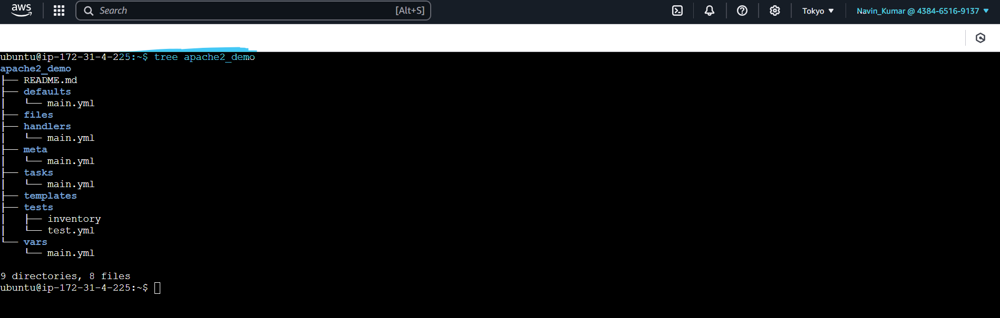 aws
Search [Alt+S]
Tokyo ▼
Navin_Kumar @ 4384-6516-9137 ▼
ubuntu@ip-172-31-4-225:~$ tree apache2_demo
apache2_demo
├── README.md
├── defaults
│   └── main.yml
├── files
├── handlers
│   └── main.yml
├── meta
│   └── main.yml
├── tasks
│   └── main.yml
├── templates
├── tests
│   ├── inventory
│   └── test.yml
└── vars
    └── main.yml
9 directories, 8 files
ubuntu@ip-172-31-4-225:~$